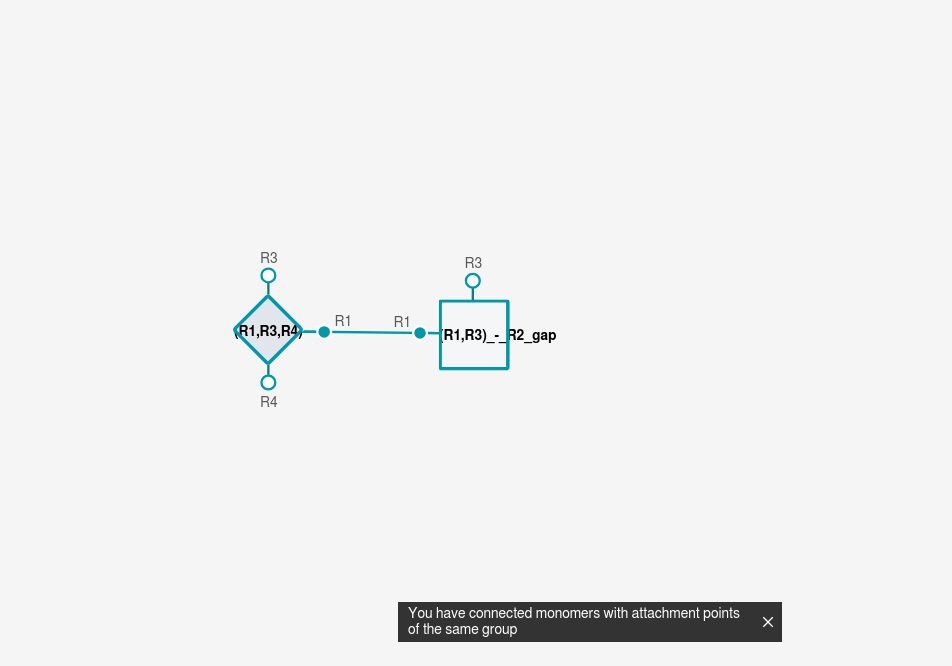 R3
R3
(R1,R3,R4)
R1
R1
(R1,R3)_-_R2_gap
R4
You have connected monomers with attachment points
of the same group